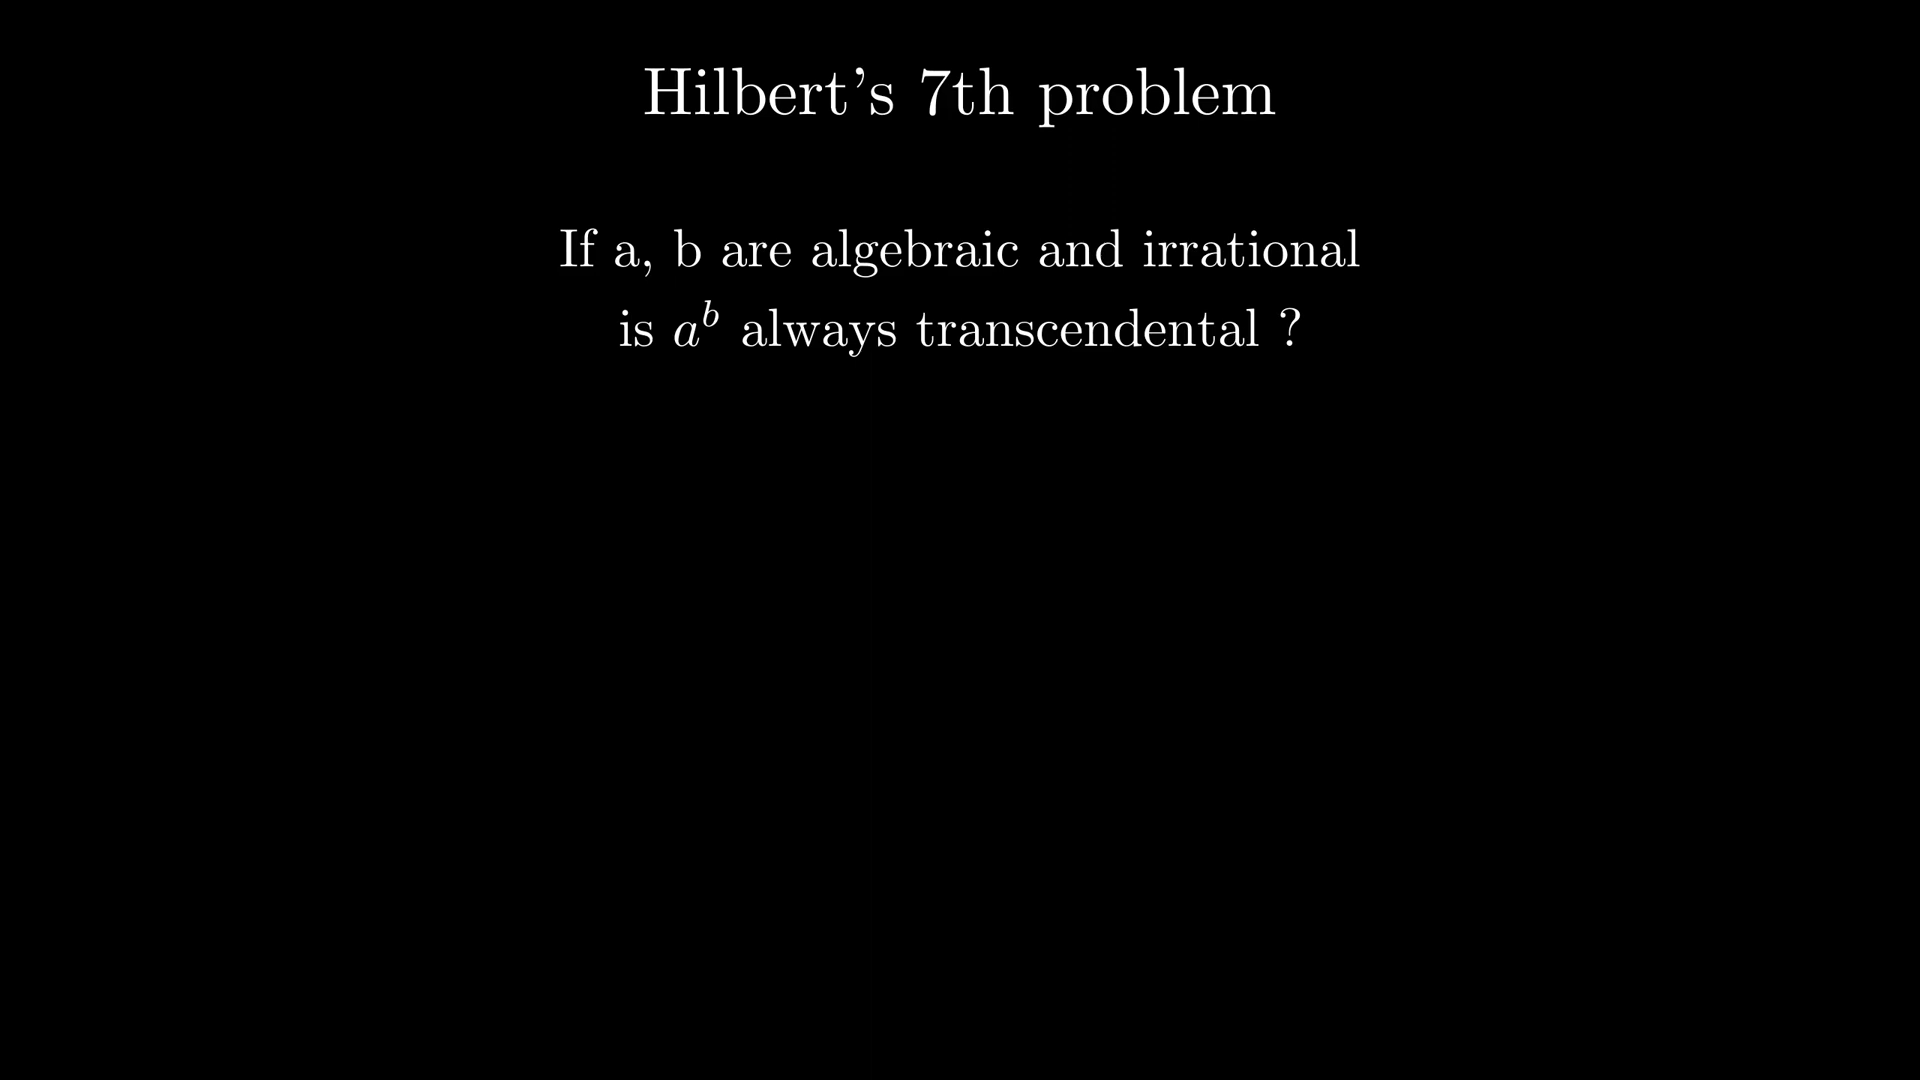 Hilbert's 7th problem
If a, b are algebraic and irrational
is $a^b$ always transcendental ?